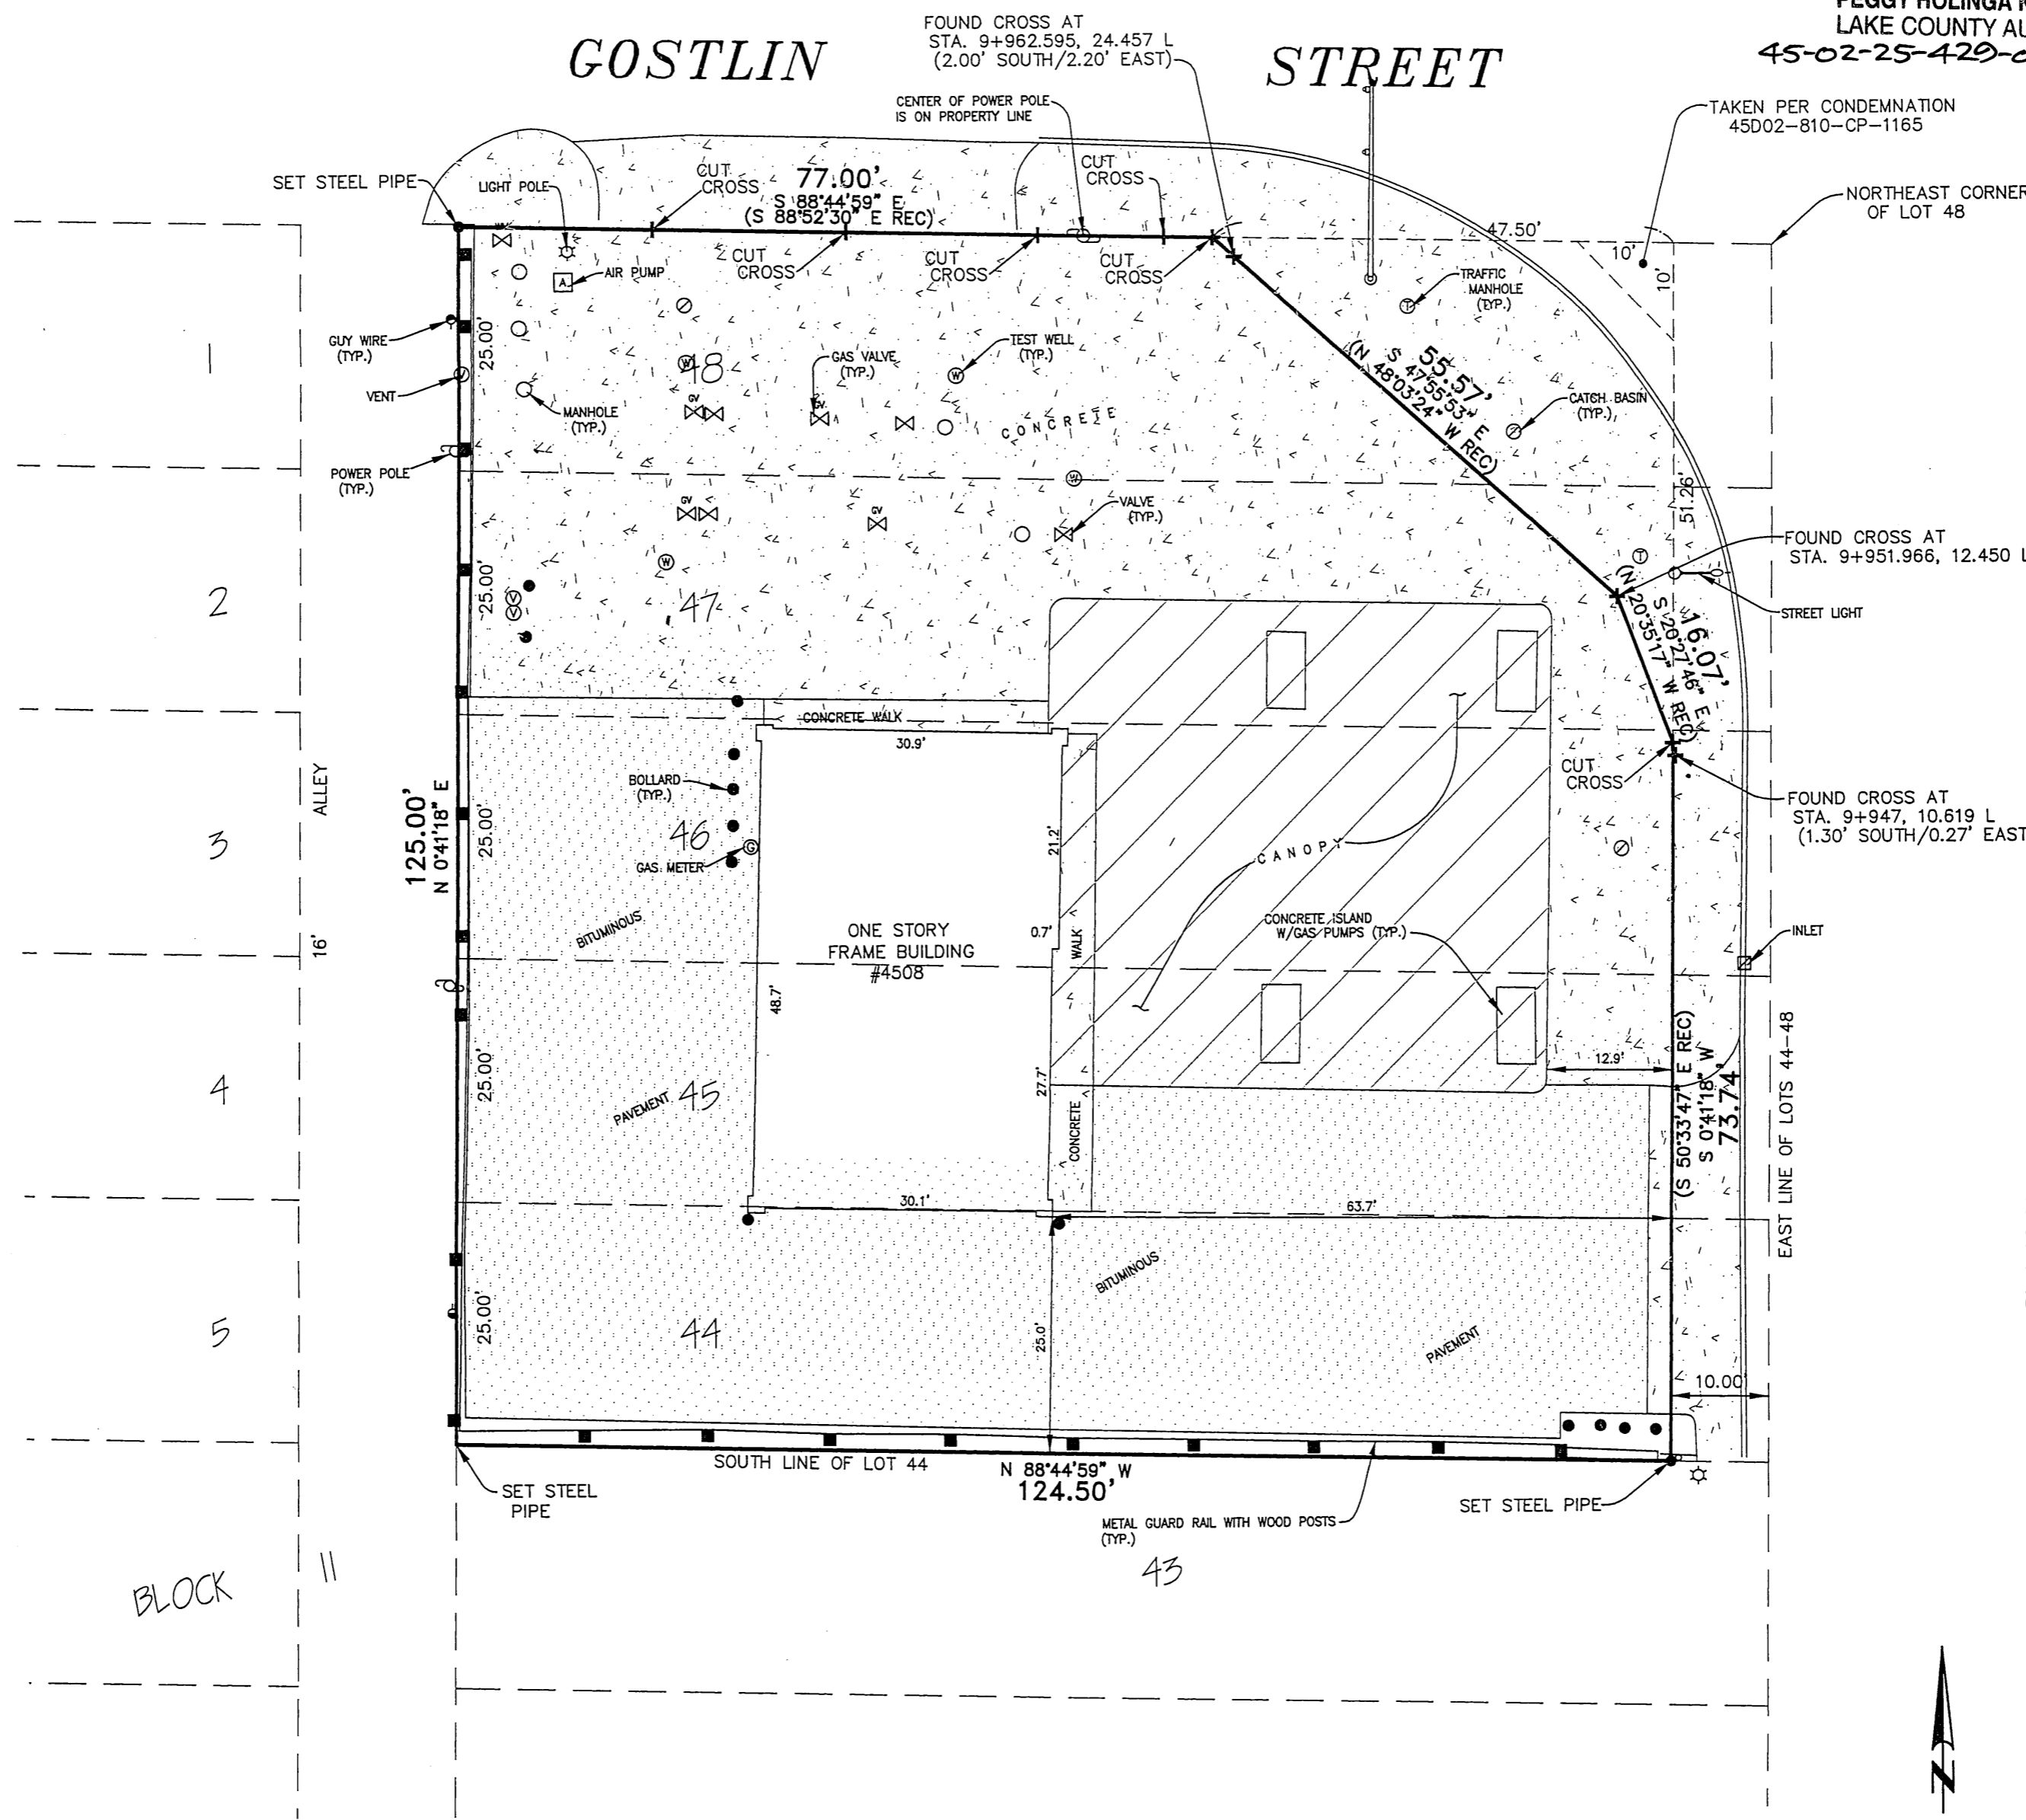 LAKE COUNTY AU
45-02-25-429-0
GOSTLIN STREET
FOUND CROSS AT
STA. 9+962.595, 24.457 L
(2.00' SOUTH/2.20' EAST)
CENTER OF POWER POLE
IS ON PROPERTY LINE
TAKEN PER CONDEMNATION
45D02-810-CP-1165
NORTHEAST CORNER
OF LOT 48
SET STEEL PIPE
LIGHT POLE
CUT
CROSS
77.00'
S 88°44'59" E
(S 88°52'30" E REC)
CUT
CROSS
47.50'
10'
10'
AIR PUMP
A
CUT
CROSS
CUT
CROSS
CUT
CROSS
TRAFFIC
MANHOLE
(TYP.)
T
GUY WIRE
(TYP.)
25.00'
VENT
V
1
48
W
GAS VALVE
(TYP.)
GV
GV
TEST WELL
(TYP.)
W
MANHOLE
(TYP.)
CONCRETE
55.57'
S 47°55'53" E
(N 48°03'24" W REC)
CATCH BASIN
(TYP.)
POWER POLE
(TYP.)
W
GV
GV
VALVE
(TYP.)
51.26'
FOUND CROSS AT
STA. 9+951.966, 12.450 L
T
2
25.00'
V
V
W
47
STREET LIGHT
16.07'
S 20°27'46" E
(N 20°35'17" W REC)
CONCRETE WALK
30.9'
CUT
CROSS
FOUND CROSS AT
STA. 9+947, 10.619 L
(1.30' SOUTH/0.27' EAST
ALLEY
16'
125.00'
N 0°41'18" E
3
25.00'
BOLLARD
(TYP.)
46
G
GAS METER
21.2'
CANOPY
BITUMINOUS
ONE STORY
FRAME BUILDING
#4508
0.7'
WALK
CONCRETE ISLAND
W/GAS PUMPS (TYP.)
INLET
48.7'
4
25.00'
PAVEMENT
45
27.7'
CONCRETE
12.9'
(S 50°33'47" E REC)
S 0°41'18" W
73.74'
EAST LINE OF LOTS 44-48
30.1'
63.7'
BITUMINOUS
5
25.00'
44
25.0'
PAVEMENT
10.00'
SOUTH LINE OF LOT 44
N 88°44'59" W
124.50'
SET STEEL
PIPE
SET STEEL PIPE
METAL GUARD RAIL WITH WOOD POSTS
(TYP.)
BLOCK 11
43
N